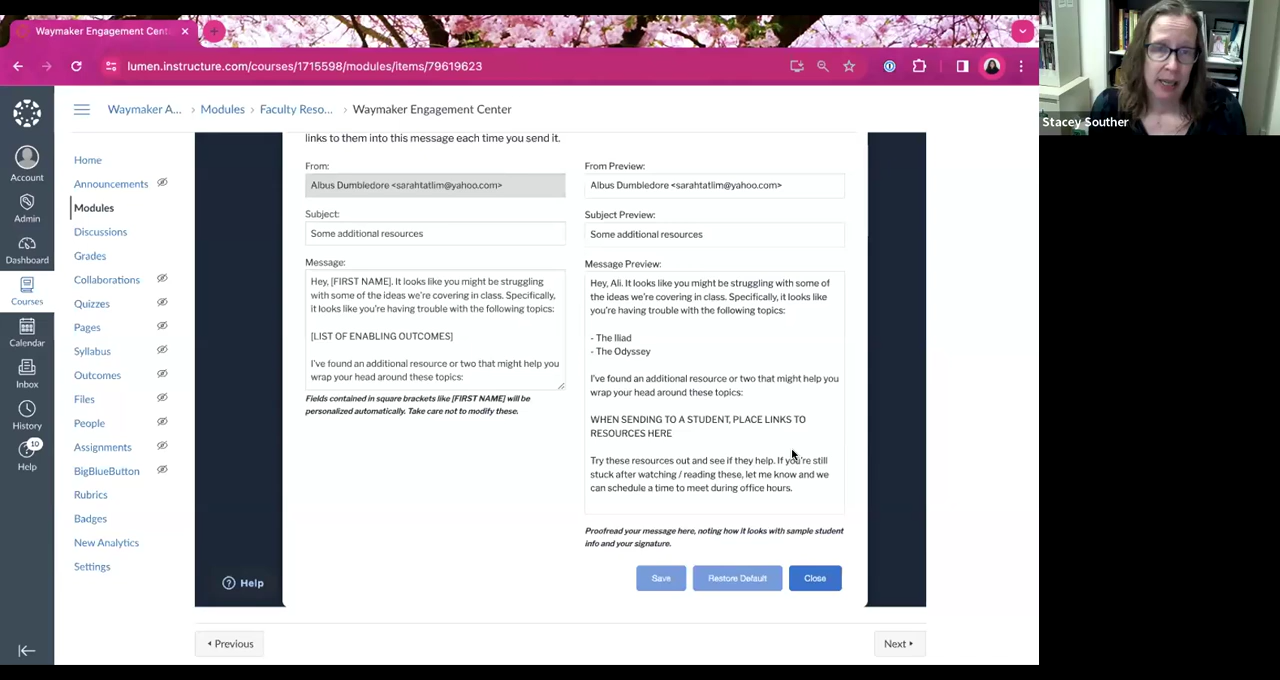 Waymaker Engagement Cent
lumen.instructure.com/courses/1715598/modules/items/79619623
Stacey Souther
Waymaker A... > Modules > Faculty Reso... > Waymaker Engagement Center
Account
Admin
Dashboard
Courses
Calendar
Inbox
History
10
Help
Home
Announcements
Modules
Discussions
Grades
Collaborations
Quizzes
Pages
Syllabus
Outcomes
Files
People
Assignments
BigBlueButton
Rubrics
Badges
New Analytics
Settings
links to them into this message each time you send it.
From:
Albus Dumbledore <sarahtatlim@yahoo.com>
Subject:
Some additional resources
Message:
Hey, [FIRST NAME]. It looks like you might be struggling
with some of the ideas we're covering in class. Specifically,
it looks like you're having trouble with the following topics:
[LIST OF ENABLING OUTCOMES]
I've found an additional resource or two that might help you
wrap your head around these topics:
Fields contained in square brackets like [FIRST NAME] will be
personalized automatically. Take care not to modify these.
From Preview:
Albus Dumbledore <sarahtatlim@yahoo.com>
Subject Preview:
Some additional resources
Message Preview:
Hey, Ali. It looks like you might be struggling with some of
the ideas we're covering in class. Specifically, it looks like
you're having trouble with the following topics:
- The Iliad
- The Odyssey
I've found an additional resource or two that might help you
wrap your head around these topics:
WHEN SENDING TO A STUDENT, PLACE LINKS TO
RESOURCES HERE
Try these resources out and see if they help. If you're still
stuck after watching / reading these, let me know and we
can schedule a time to meet during office hours.
Proofread your message here, noting how it looks with sample student
info and your signature.
Save
Restore Default
Close
Help
Previous
Next